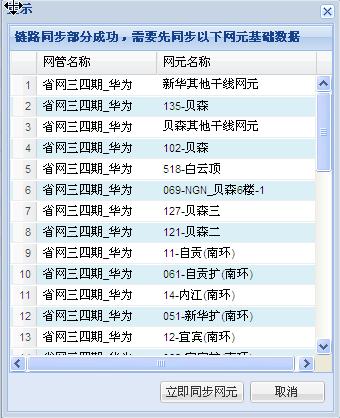 示
链路同步部分成功，需要先同步以下网元基础数据
网管名称 网元名称
1 省网三四期_华为 新华其他干线网元
2 省网三四期_华为 135-贝森
3 省网三四期_华为 贝森其他干线网元
4 省网三四期_华为 102-贝森
5 省网三四期_华为 518-白云顶
6 省网三四期_华为 069-NGN_贝森6楼-1
7 省网三四期_华为 127-贝森三
8 省网三四期_华为 121-贝森二
9 省网三四期_华为 11-自贡(南环)
10 省网三四期_华为 061-自贡扩(南环)
11 省网三四期_华为 14-内江(南环)
12 省网三四期_华为 051-新华扩(南环)
13 省网三四期_华为 12-宜宾(南环)
省网三四期_华为
立即同步网元 取消